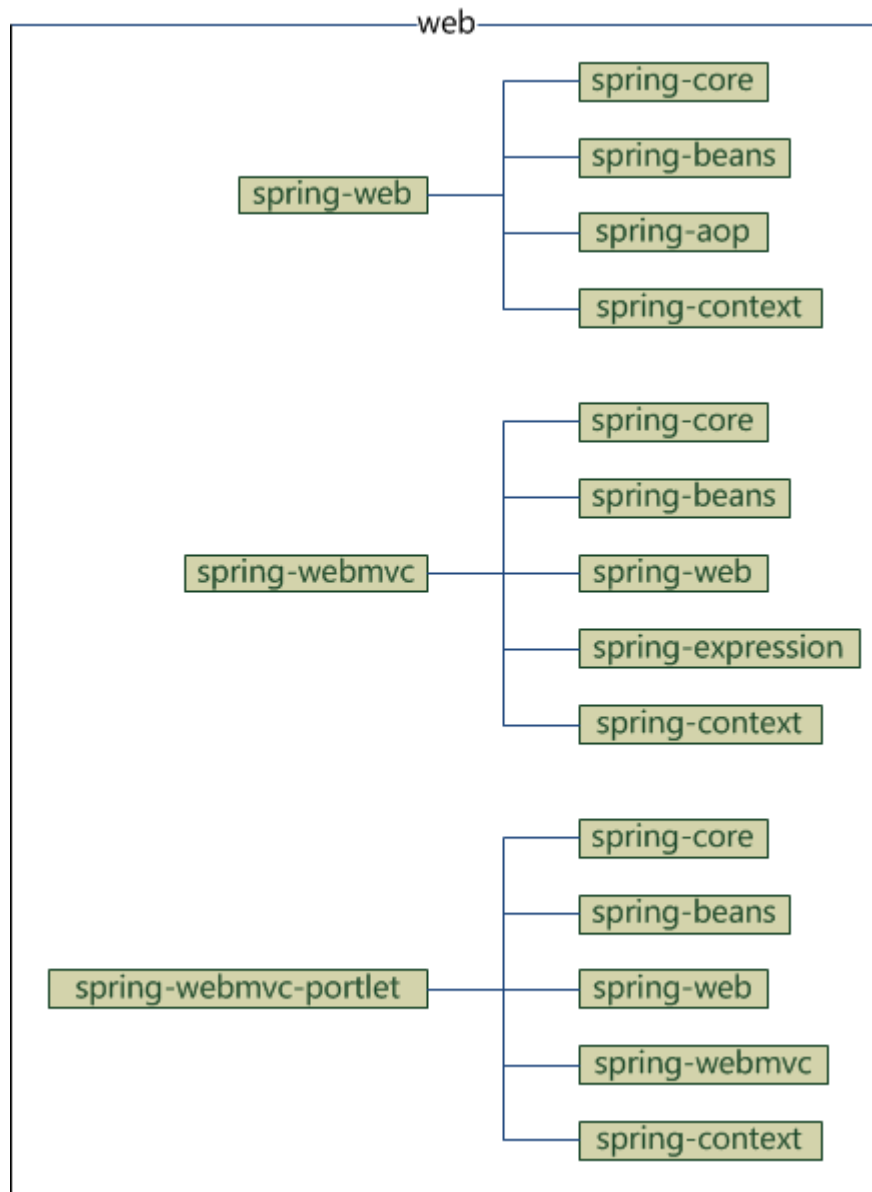 web
spring-web
spring-core
spring-beans
spring-aop
spring-context
spring-webmvc
spring-core
spring-beans
spring-web
spring-expression
spring-context
spring-webmvc-portlet
spring-core
spring-beans
spring-web
spring-webmvc
spring-context